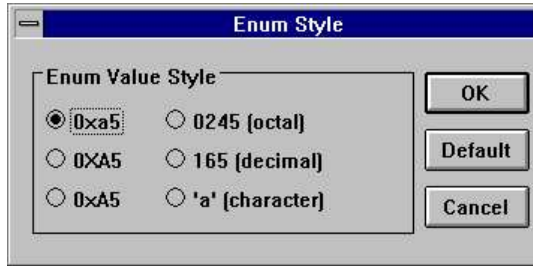 Enum Style
Enum Value Style
0xa5
0245 (octal)
0XA5
165 (decimal)
0xA5
'a' (character)
OK
Default
Cancel